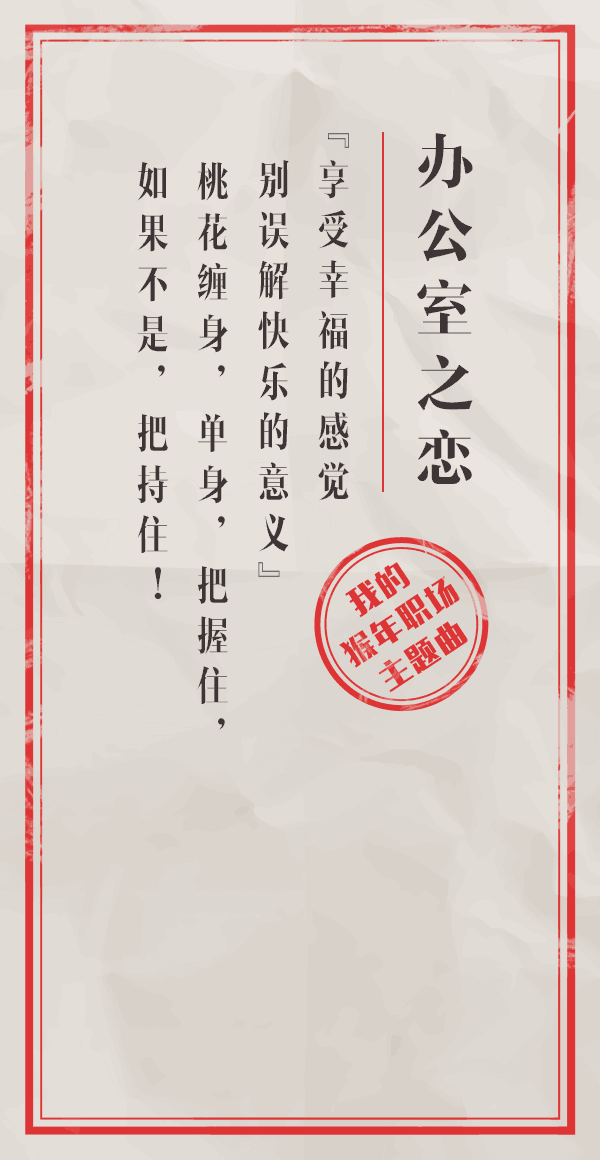 办公室之恋
『享受幸福的感觉
别误解快乐的意义』
桃花缠身，单身，把握住，
如果不是，把持住！
我的
猴年职场
主题曲